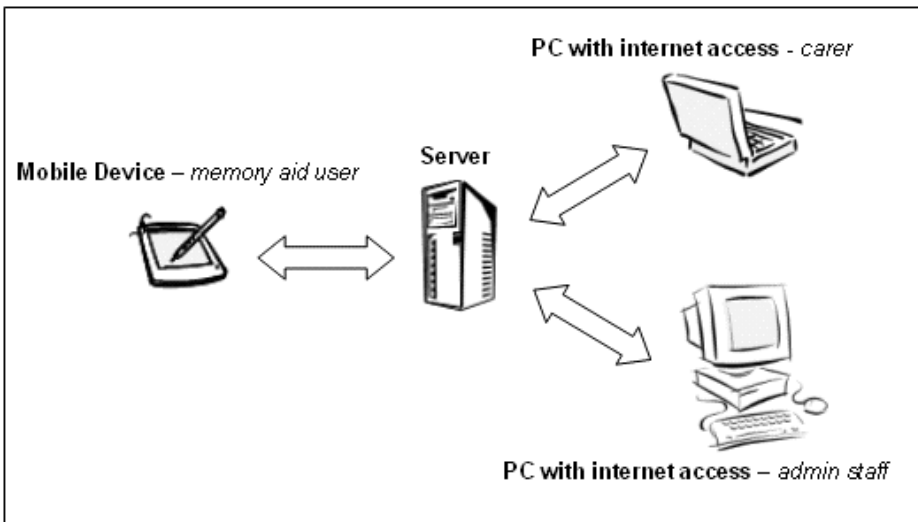 PC with internet access - carer
Server
Mobile Device – memory aid user
PC with internet access – admin staff